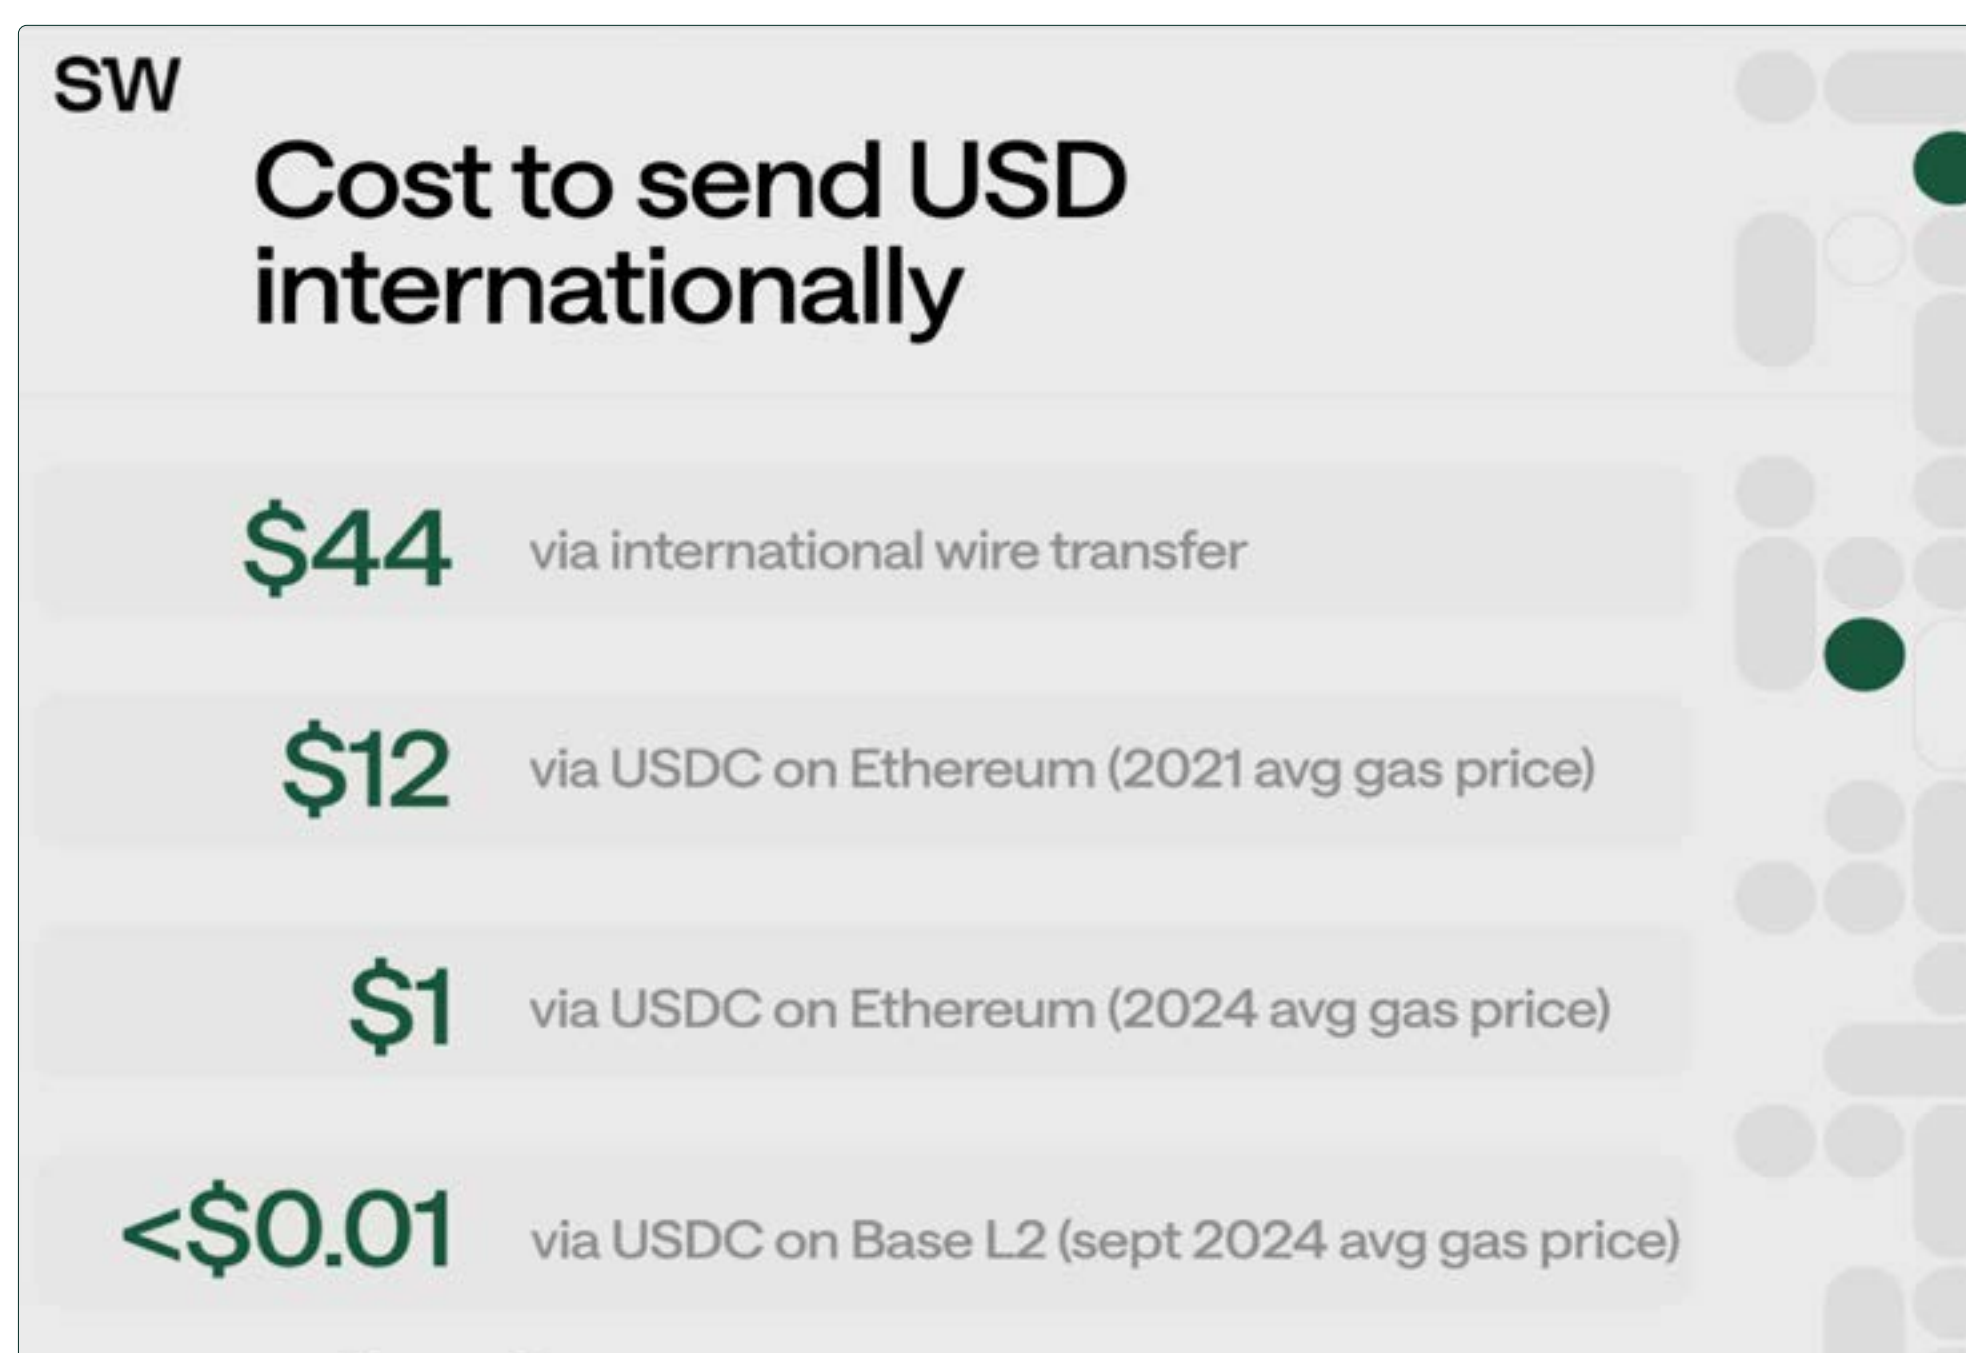 SW
Cost to send USD
internationally
$44 via international wire transfer
$12 via USDC on Ethereum (2021 avg gas price)
$1 via USDC on Ethereum (2024 avg gas price)
<$0.01 via USDC on Base L2 (sept 2024 avg gas price)